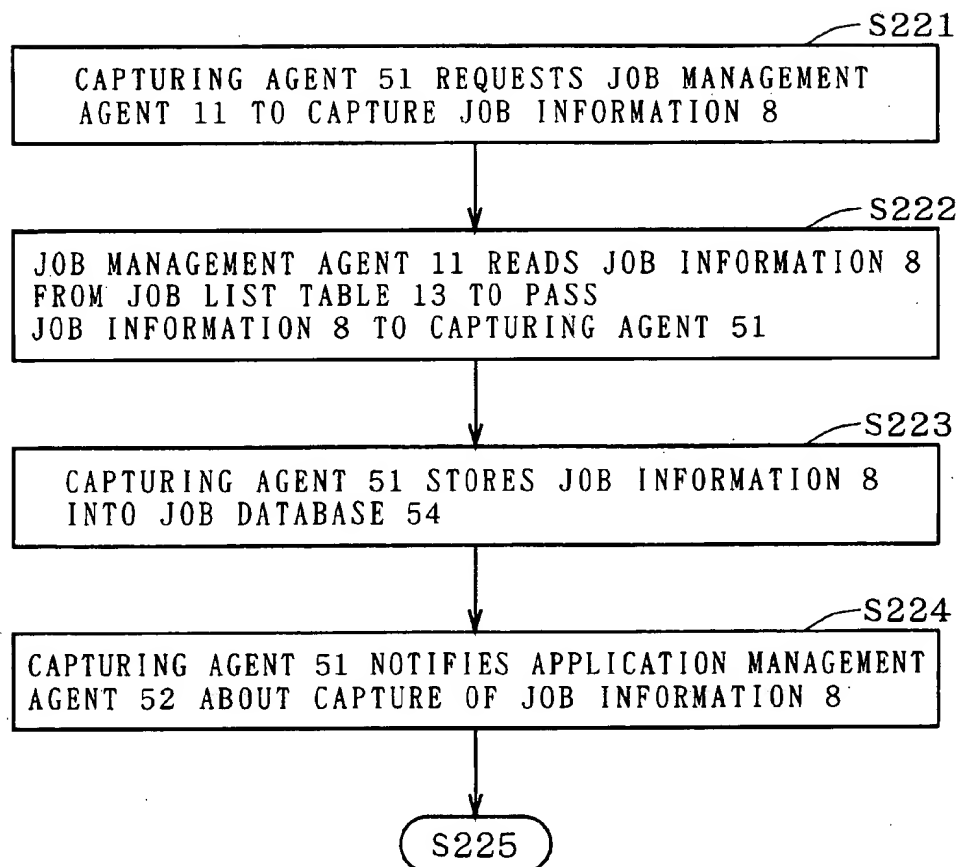 S221
CAPTURING AGENT 51 REQUESTS JOB MANAGEMENT
AGENT 11 TO CAPTURE JOB INFORMATION 8
S222
JOB MANAGEMENT AGENT 11 READS JOB INFORMATION 8
FROM JOB LIST TABLE 13 TO PASS
JOB INFORMATION 8 TO CAPTURING AGENT 51
S223
CAPTURING AGENT 51 STORES JOB INFORMATION 8
INTO JOB DATABASE 54
S224
CAPTURING AGENT 51 NOTIFIES APPLICATION MANAGEMENT
AGENT 52 ABOUT CAPTURE OF JOB INFORMATION 8
S225